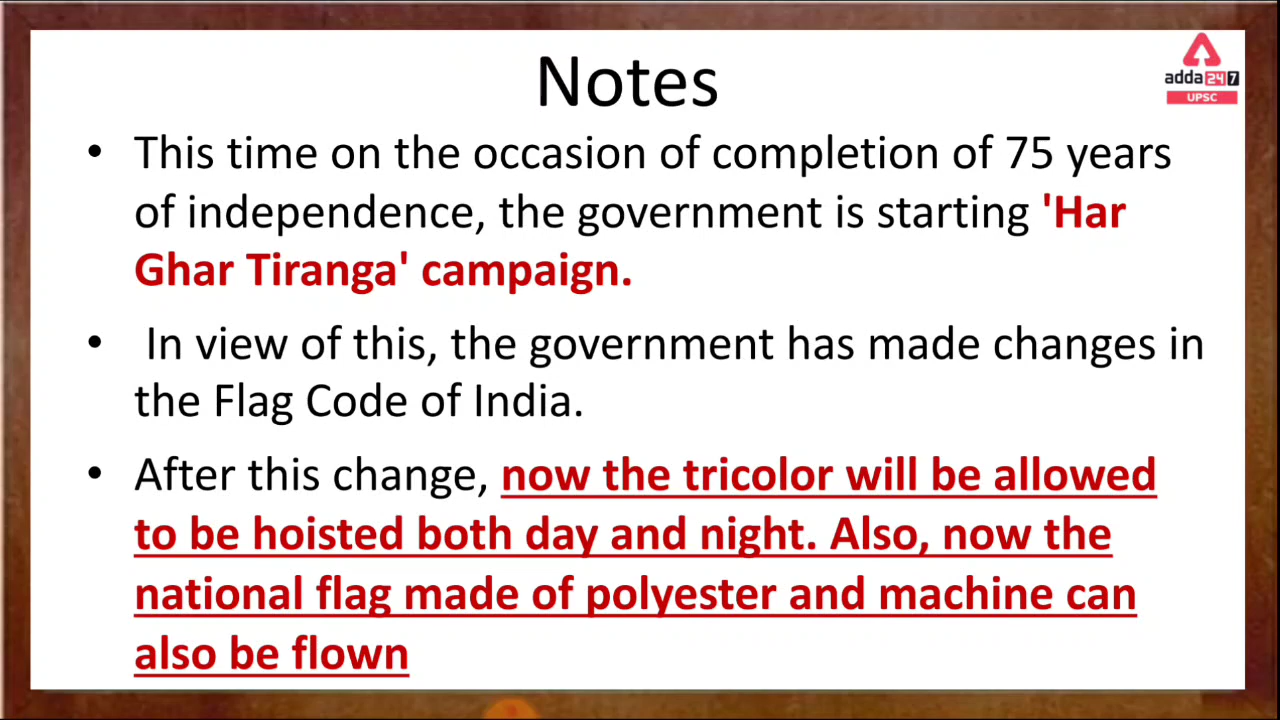 Notes
adda247
UPSC
• This time on the occasion of completion of 75 years
of independence, the government is starting 'Har
Ghar Tiranga' campaign.
• In view of this, the government has made changes in
the Flag Code of India.
• After this change, now the tricolor will be allowed
to be hoisted both day and night. Also, now the
national flag made of polyester and machine can
also be flown